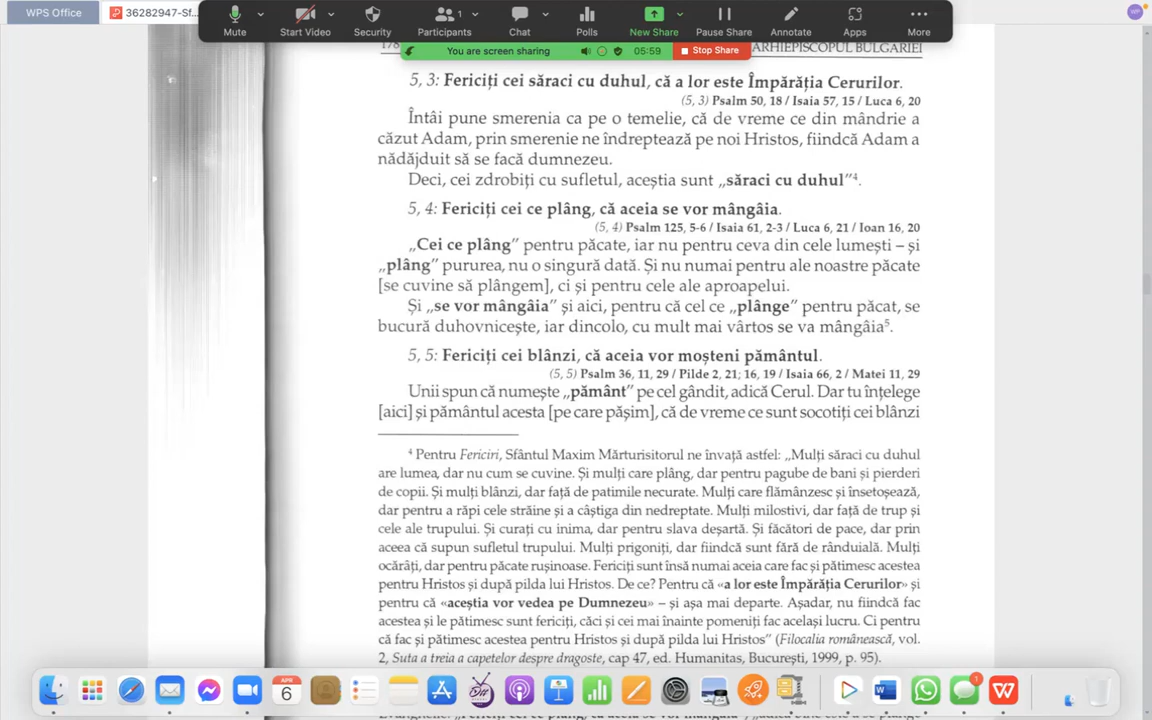 WPS Office
36282947-Sf...
Mute
Start Video
Security
Participants
1
Chat
Polls
New Share
Pause Share
Annotate
Apps
More
You are screen sharing
05:59
Stop Share
WP
178
ARHIEPISCOPUL BULGARIEI
5, 3: Fericiți cei săraci cu duhul, că a lor este Împărăția Cerurilor.
(5, 3) Psalm 50, 18 / Isaia 57, 15 / Luca 6, 20
Întâi pune smerenia ca pe o temelie, că de vreme ce din mândrie a
căzut Adam, prin smerenie ne îndreptează pe noi Hristos, fiindcă Adam a
nădăjduit să se facă dumnezeu.
Deci, cei zdrobiți cu sufletul, aceștia sunt „săraci cu duhul”⁴.
5, 4: Fericiți cei ce plâng, că aceia se vor mângâia.
(5, 4) Psalm 125, 5-6 / Isaia 61, 2-3 / Luca 6, 21 / Ioan 16, 20
„Cei ce plâng” pentru păcate, iar nu pentru ceva din cele lumești – și
„plâng” pururea, nu o singură dată. Și nu numai pentru ale noastre păcate
[se cuvine să plângem], ci și pentru cele ale aproapelui.
Și „se vor mângâia” și aici, pentru că cel ce „plânge” pentru păcat, se
bucură duhovnicește, iar dincolo, cu mult mai vârtos se va mângâia⁵.
5, 5: Fericiți cei blânzi, că aceia vor moșteni pământul.
(5, 5) Psalm 36, 11, 29 / Pilde 2, 21; 16, 19 / Isaia 66, 2 / Matei 11, 29
Unii spun că numește „pământ” pe cel gândit, adică Cerul. Dar tu înțelege
[aici] și pământul acesta [pe care pășim], că de vreme ce sunt socotiți cei blânzi
⁴ Pentru Fericiri, Sfântul Maxim Mărturisitorul ne învață astfel: „Mulți săraci cu duhul
are lumea, dar nu cum se cuvine. Și mulți care plâng, dar pentru pagube de bani și pierderi
de copii. Și mulți blânzi, dar față de patimile necurate. Mulți care flămânzesc și însetoșează,
dar pentru a răpi cele străine și a câștiga din nedreptate. Mulți milostivi, dar față de trup și
cele ale trupului. Și curați cu inima, dar pentru slava deșartă. Și făcători de pace, dar prin
aceea că supun sufletul trupului. Mulți prigoniți, dar fiindcă sunt fără de rânduială. Mulți
ocărâți, dar pentru păcate rușinoase. Fericiți sunt însă numai aceia care fac și pătimesc acestea
pentru Hristos și după pilda lui Hristos. De ce? Pentru că «a lor este Împărăția Cerurilor» și
pentru că «aceștia vor vedea pe Dumnezeu» – și așa mai departe. Așadar, nu fiindcă fac
acestea și le pătimesc sunt fericiți, căci și cei mai înainte pomeniți fac același lucru. Ci pentru
că fac și pătimesc acestea pentru Hristos și după pilda lui Hristos” (Filocalia românească, vol.
2, Suta a treia a capetelor despre dragoste, cap 47, ed. Humanitas, București, 1999, p. 95).
APR
6
1